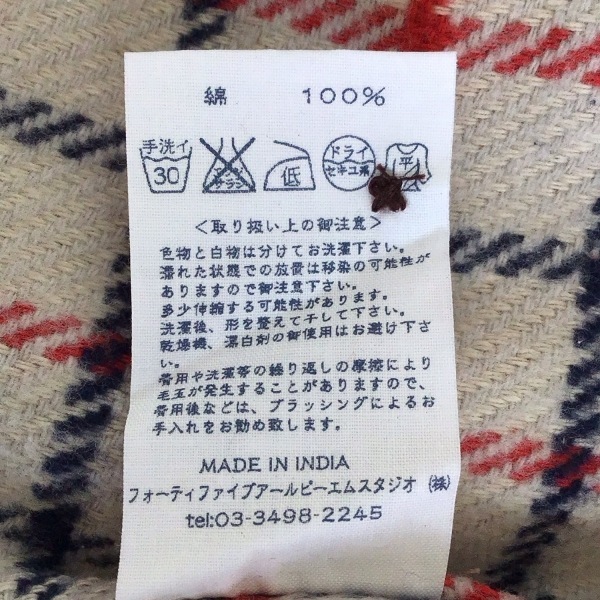 綿 100%
手洗イ ドライ 平
30 エンソサラシ 低 セキユ系
<取り扱い上の御注意>
色物と白物は分けてお洗濯下さい。
濡れた状態での放置は移染の可能性が
ありますので御注意下さい。
多少伸縮する可能性があります。
洗濯後、形を整えて干して下さい。
乾燥機、漂白剤の御使用はお避け下さ
い。
着用や洗濯等の繰り返しの摩擦により
毛玉が発生することがありますので、
着用後などは、ブラッシングによるお
手入れをお勧め致します。
MADE IN INDIA
フォーティファイブアールピーエムスタジオ ㈱
tel:03-3498-2245